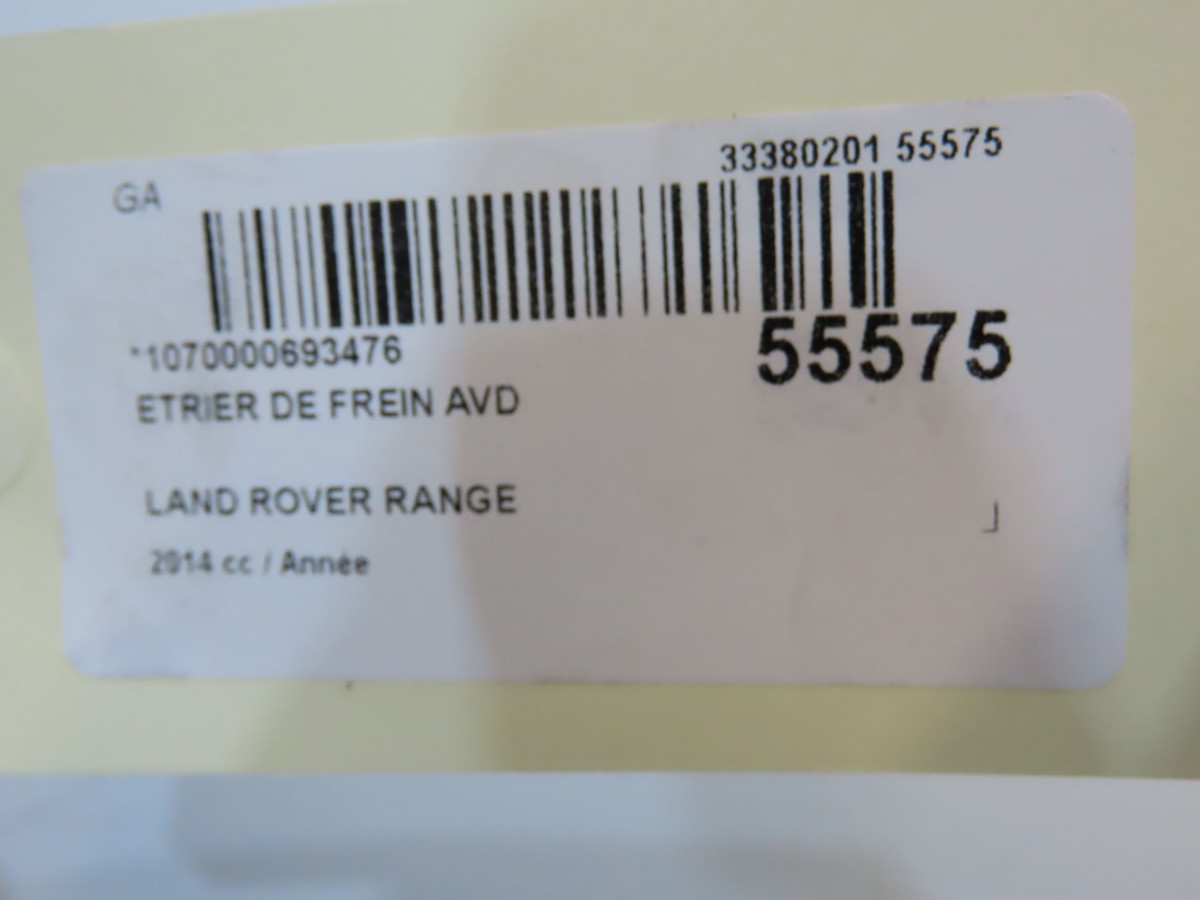 33380201 55575
GA
*1070000693476
55575
ETRIER DE FREIN AVD
LAND ROVER RANGE
2014 cc / Année